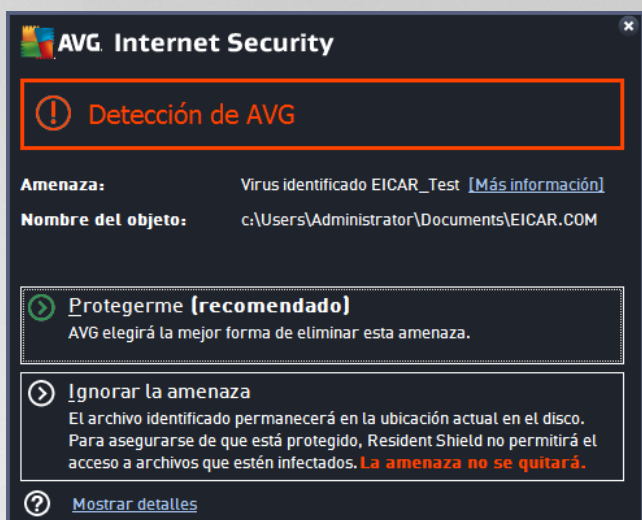 AVG. Internet Security
Detección de AVG
Amenaza: Virus identificado EICAR_Test [Más información]
Nombre del objeto: c:\Users\Administrator\Documents\EICAR.COM
Protegerme (recomendado)
AVG elegirá la mejor forma de eliminar esta amenaza.
Ignorar la amenaza
El archivo identificado permanecerá en la ubicación actual en el disco.
Para asegurarse de que está protegido, Resident Shield no permitirá el
acceso a archivos que estén infectados. La amenaza no se quitará.
Mostrar detalles